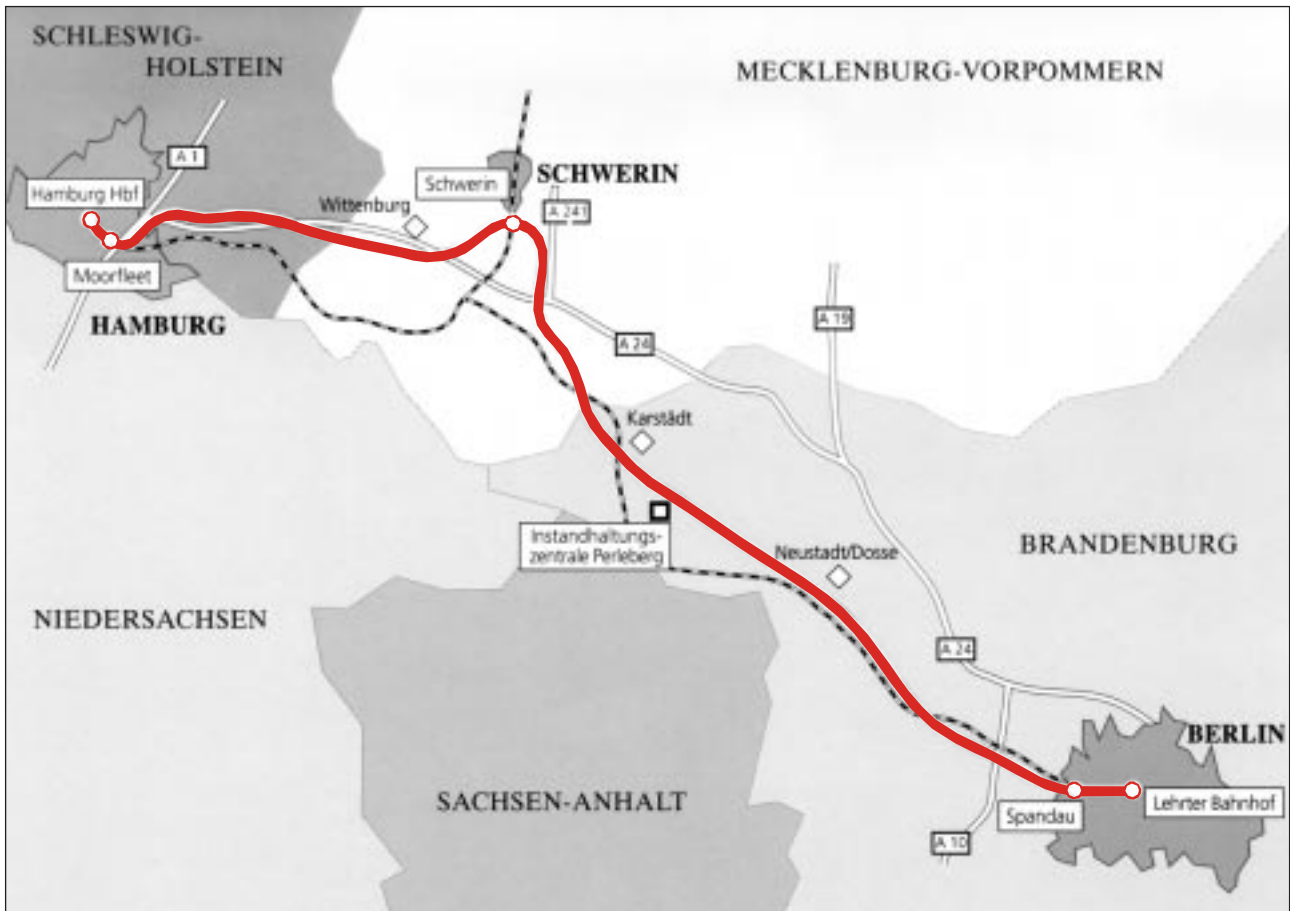 SCHLESWIG-
HOLSTEIN
MECKLENBURG-VORPOMMERN
A 1
Hamburg Hbf
Schwerin
SCHWERIN
Wittenburg
A 241
Moorfleet
HAMBURG
A 19
A 24
Karstädt
Instandhaltungs-
zentrale Perleberg
Neustadt/Dosse
BRANDENBURG
NIEDERSACHSEN
A 24
BERLIN
SACHSEN-ANHALT
Spandau
Lehrter Bahnhof
A 10